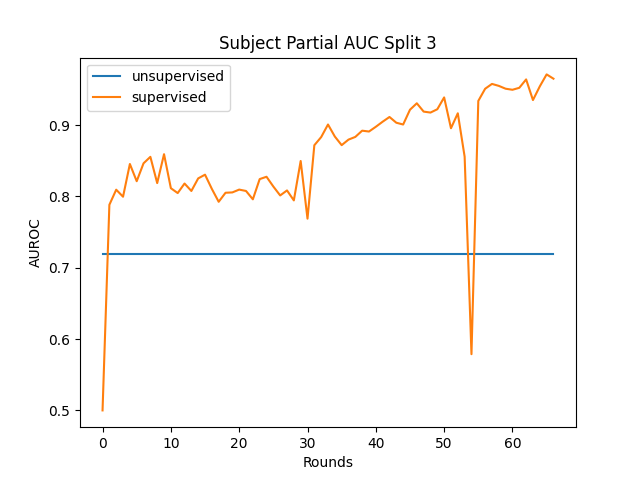 Subject Partial AUC Split 3
unsupervised
supervised
AUROC
0.9
0.8
0.7
0.6
0.5
0 10 20 30 40 50 60
Rounds